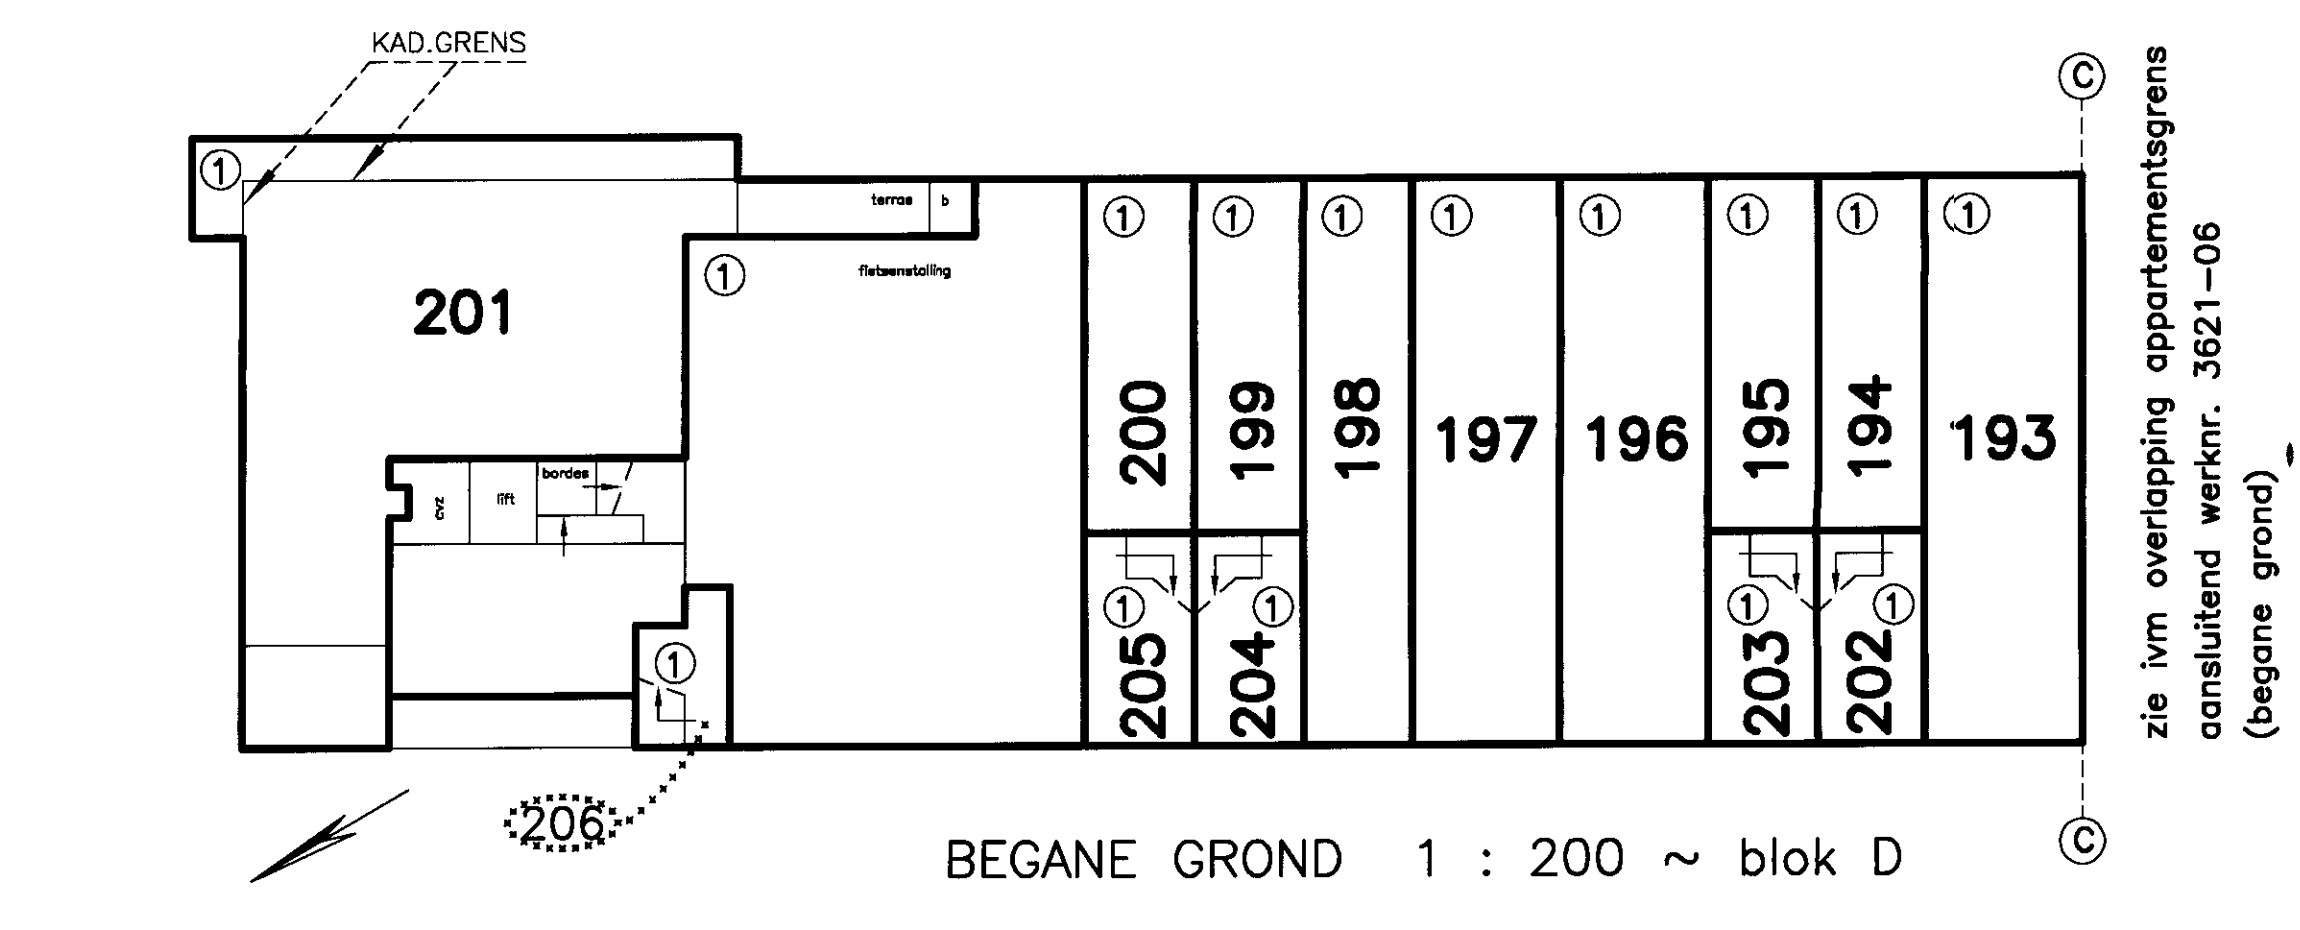 KAD.GRENS
C
1
terras b
1 1 1 1 1 1 1 1
1
fietsenstalling
201
200 199 198 197 196 195 194 193
bordes
cvz
lift
1 1 1 1
1
205 204 203 202
206
BEGANE GROND 1 : 200 ~ blok D
C
zie ivm overlapping appartementsgrens
aansluitend werknr. 3621-06
(begane grond)